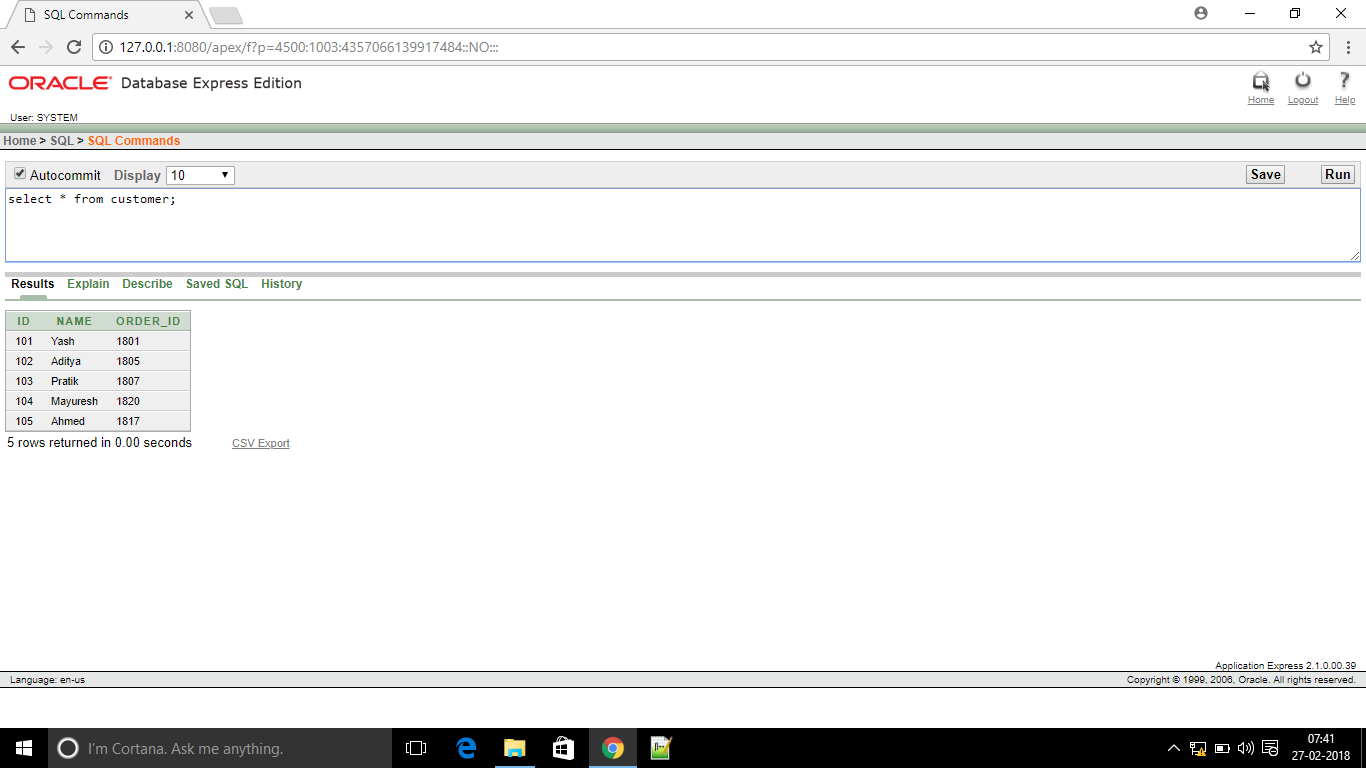 SQL Commands
127.0.0.1:8080/apex/f?p=4500:1003:4357066139917484::NO:::
ORACLE Database Express Edition
Home Logout Help
User: SYSTEM
Home > SQL > SQL Commands
Autocommit Display 10 Save Run
select * from customer;
Results Explain Describe Saved SQL History
ID NAME ORDER_ID
101 Yash 1801
102 Aditya 1805
103 Pratik 1807
104 Mayuresh 1820
105 Ahmed 1817
5 rows returned in 0.00 seconds CSV Export
Application Express 2.1.0.00.39
Language: en-us Copyright © 1999, 2006, Oracle. All rights reserved.
I'm Cortana. Ask me anything.
07:41
27-02-2018